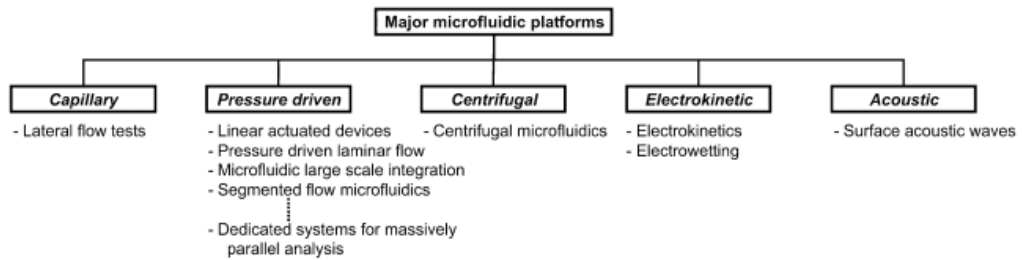 Major microfluidic platforms
Capillary
- Lateral flow tests
Pressure driven
- Linear actuated devices
- Pressure driven laminar flow
- Microfluidic large scale integration
- Segmented flow microfluidics
- Dedicated systems for massively
parallel analysis
Centrifugal
- Centrifugal microfluidics
Electrokinetic
- Electrokinetics
- Electrowetting
Acoustic
- Surface acoustic waves